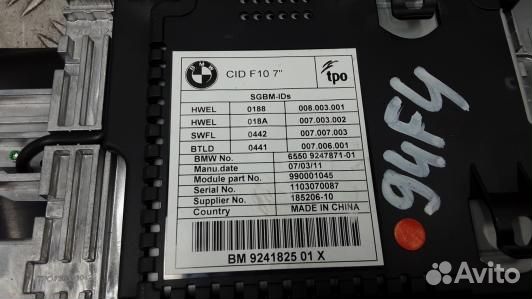 BMW
CID F10 7"
tpo
SGBM-IDs
HWEL 0188 008.003.001
HWEL 018A 007.003.002
SWFL 0442 007.007.003
BTLD 0441 007.006.001
BMW No. 6550 9247871-01
Manu.date 07/03/11
Module part No. 990001045
Serial No. 1103070087
Supplier No. 185206-10
Country MADE IN CHINA
BM 9241825 01 X
94F4
Avito